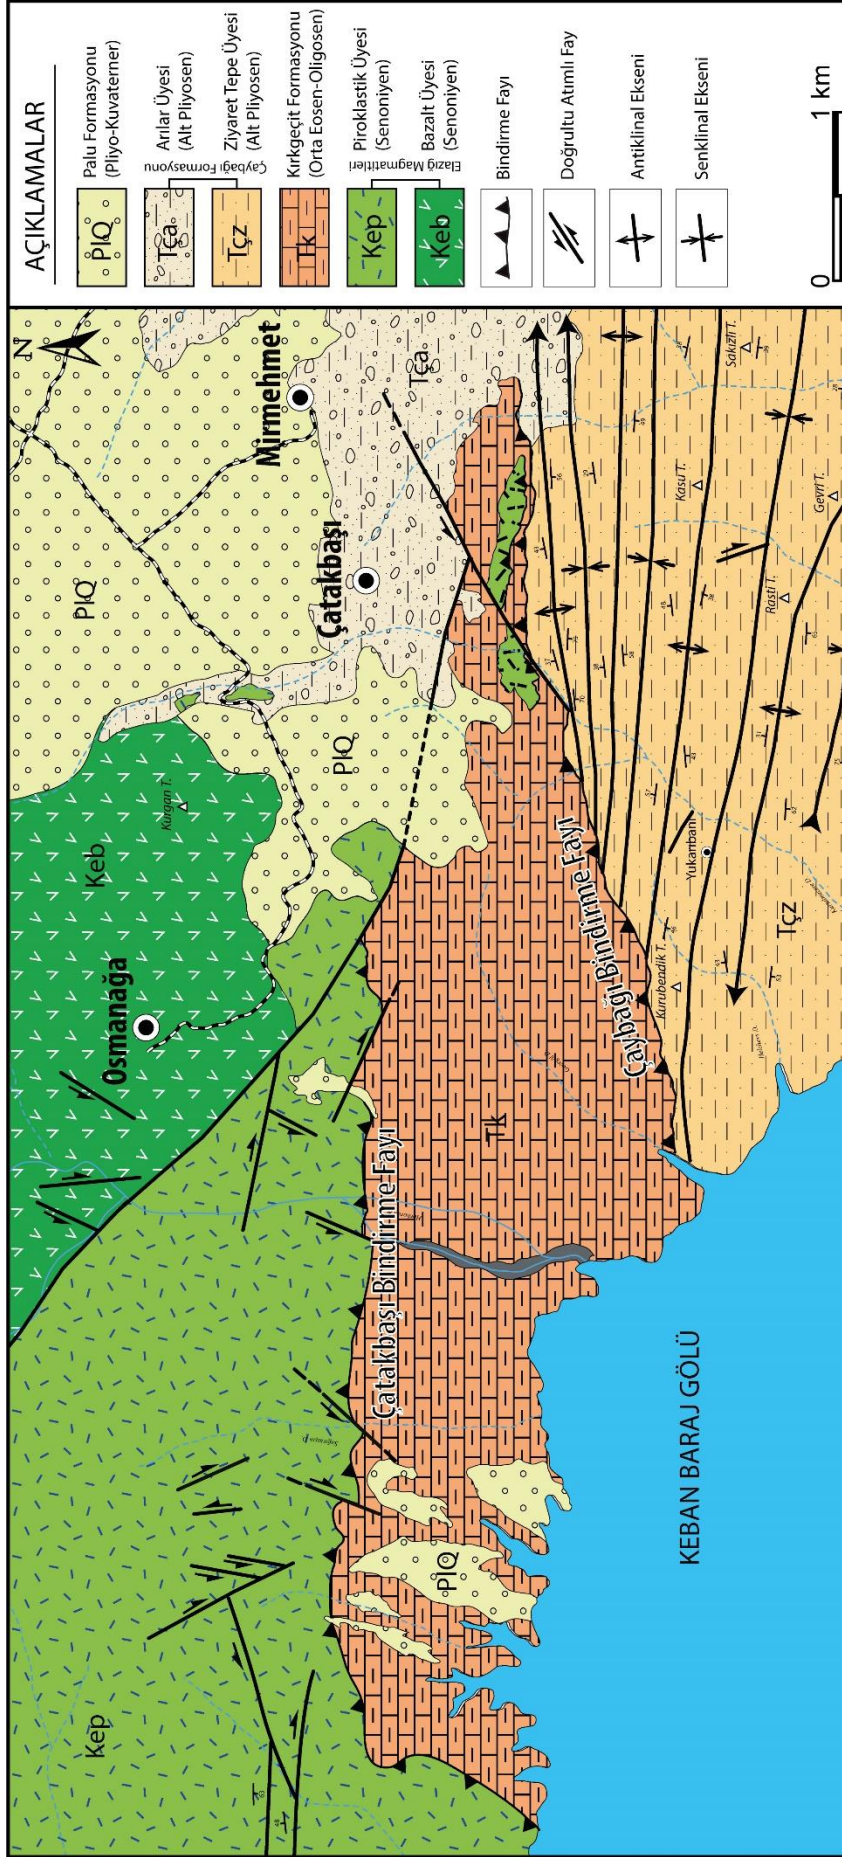 AÇIKLAMALAR
PlQ
Palu Formasyonu
(Pliyo-Kuvaterner)
Tça
Arılar Üyesi
(Alt Pliyosen)
Tçz
Ziyaret Tepe Üyesi
(Alt Pliyosen)
Çaybağı Formasyonu
Tk
Kırkgeçit Formasyonu
(Orta Eosen-Oligosen)
Kep
Piroklastik Üyesi
(Senoniyen)
Keb
Bazalt Üyesi
(Senoniyen)
Elazığ Magmatitleri
Bindirme Fayı
Doğrultu Atımlı Fay
Antiklinal Ekseni
Senklinal Ekseni
0
1 km
N
Mirmehmet
Çatakbaşı
Osmanağa
PlQ
PlQ
PlQ
Keb
Kurgan T.
Kep
Tça
Tk
Tçz
Çatakbaşı Bindirme Fayı
Çaybağı Bindirme Fayı
Sakızlı T.
Kasu T.
Gevri T.
Rasti T.
Yukarıbanı
Kurubendik T.
KEBAN BARAJ GÖLÜ